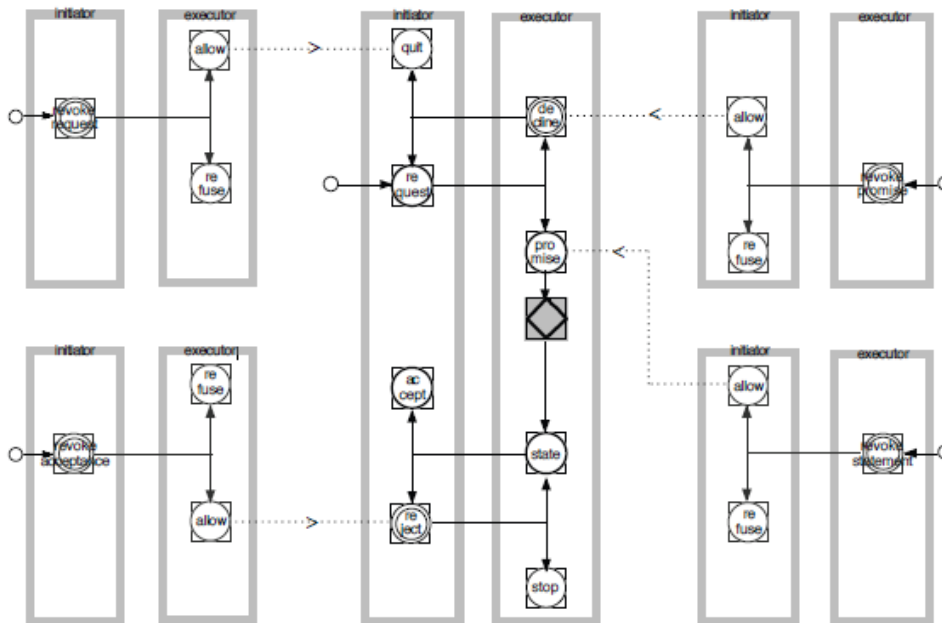 initiator
executor
initiator
executor
initiator
executor
allow
quit
revoke
request
de
cline
allow
re
fuse
re
quest
revoke
promise
pro
mise
re
fuse
initiator
executor
initiator
executor
re
fuse
ac
cept
allow
revoke
acceptance
state
revoke
statement
allow
re
ject
re
fuse
stop